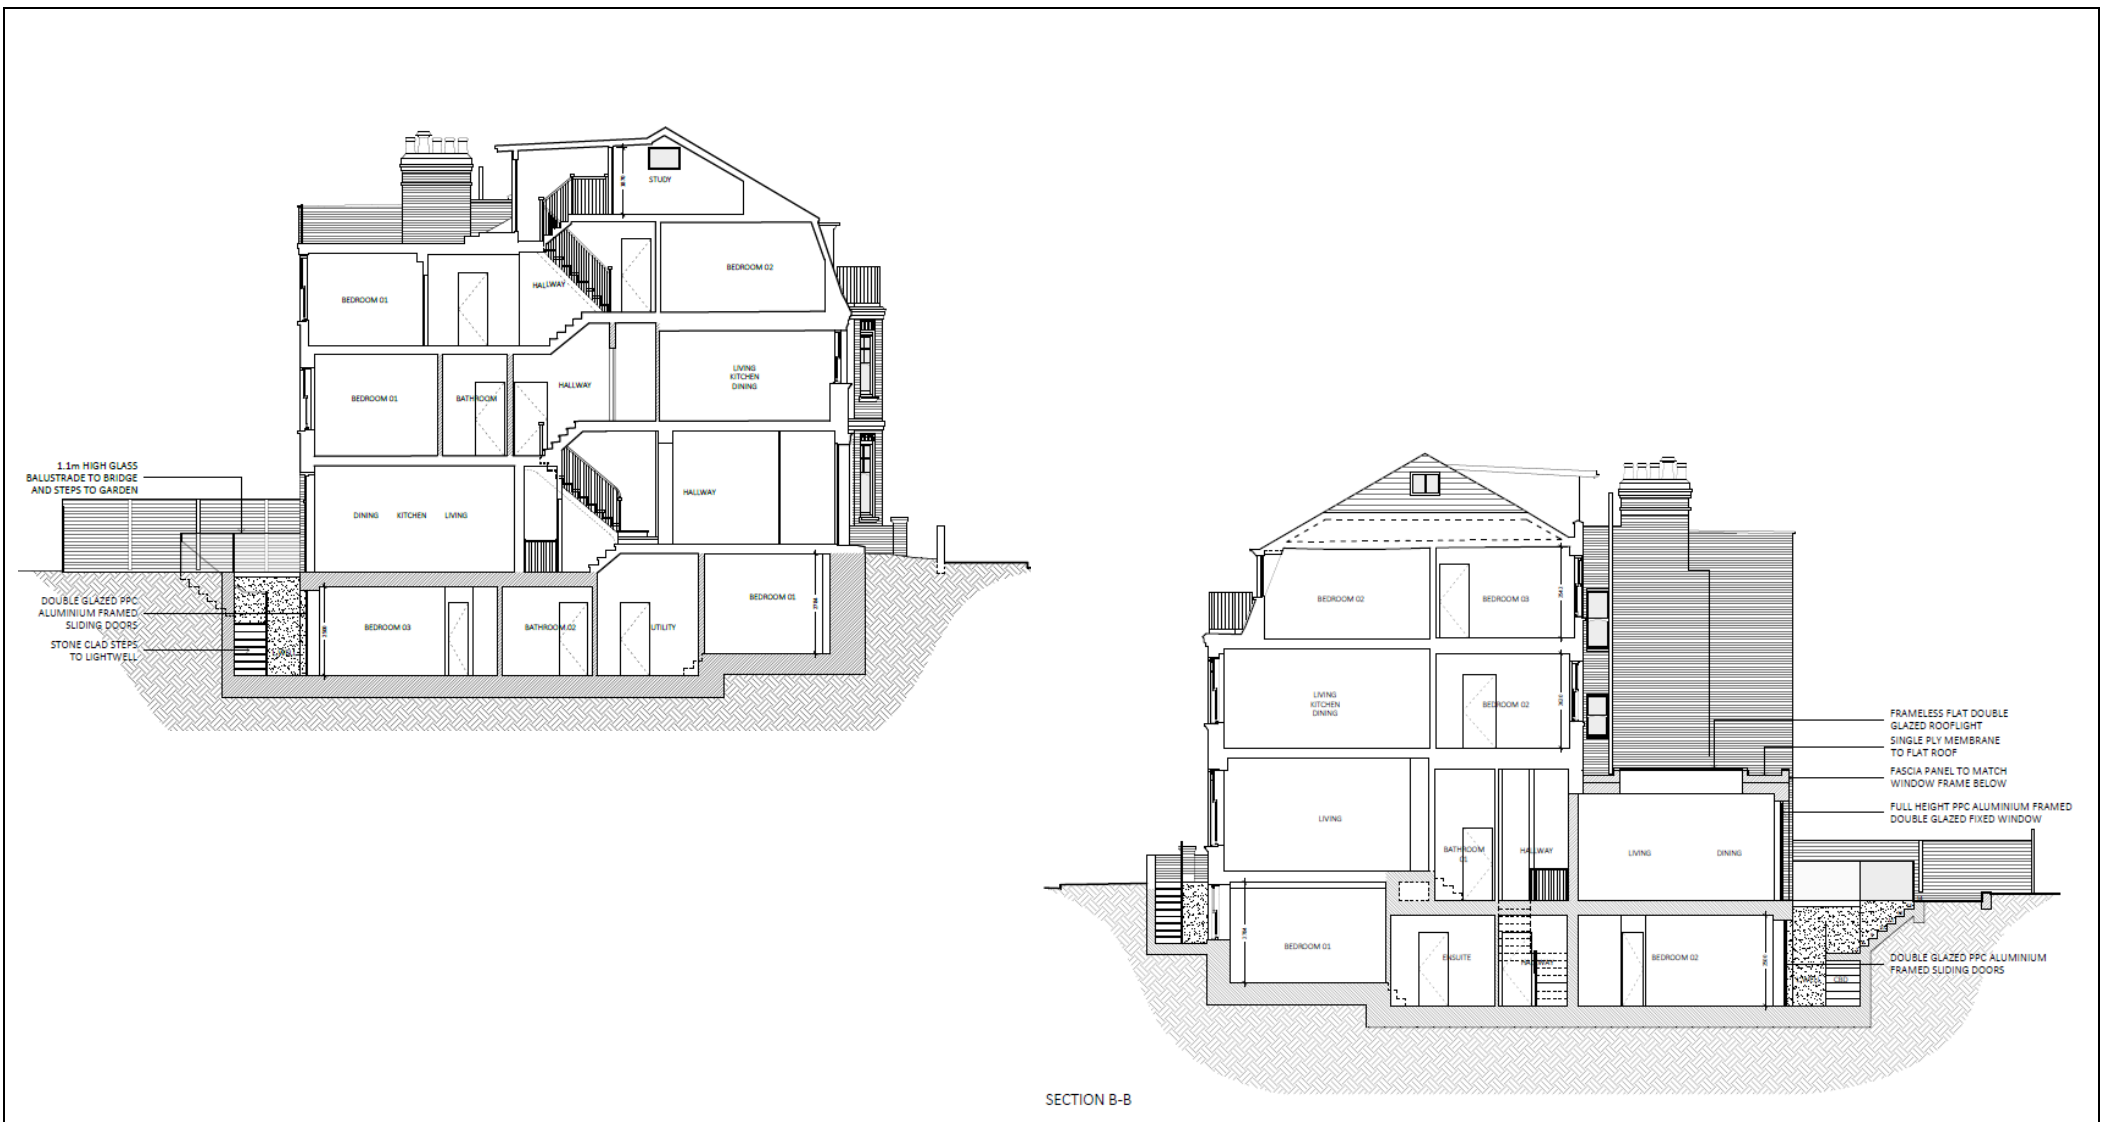 STUDY
BEDROOM 02
HALLWAY
BEDROOM 01
LIVING
KITCHEN
DINING
HALLWAY
BEDROOM 01
BATHROOM
1.1m HIGH GLASS
BALUSTRADE TO BRIDGE
AND STEPS TO GARDEN
HALLWAY
DINING KITCHEN LIVING
DOUBLE GLAZED PPC
ALUMINIUM FRAMED
SLIDING DOORS
STONE CLAD STEPS
TO LIGHTWELL
BEDROOM 03
BATHROOM 02
UTILITY
BEDROOM 01
2764
BEDROOM 02
BEDROOM 03
LIVING
KITCHEN
DINING
BEDROOM 02
FRAMELESS FLAT DOUBLE
GLAZED ROOFLIGHT
SINGLE PLY MEMBRANE
TO FLAT ROOF
FASCIA PANEL TO MATCH
WINDOW FRAME BELOW
FULL HEIGHT PPC ALUMINIUM FRAMED
DOUBLE GLAZED FIXED WINDOW
LIVING
BATHROOM
01
HALLWAY
LIVING DINING
BEDROOM 01
2764
ENSUITE
HALLWAY
BEDROOM 02
DOUBLE GLAZED PPC ALUMINIUM
FRAMED SLIDING DOORS
SECTION B-B